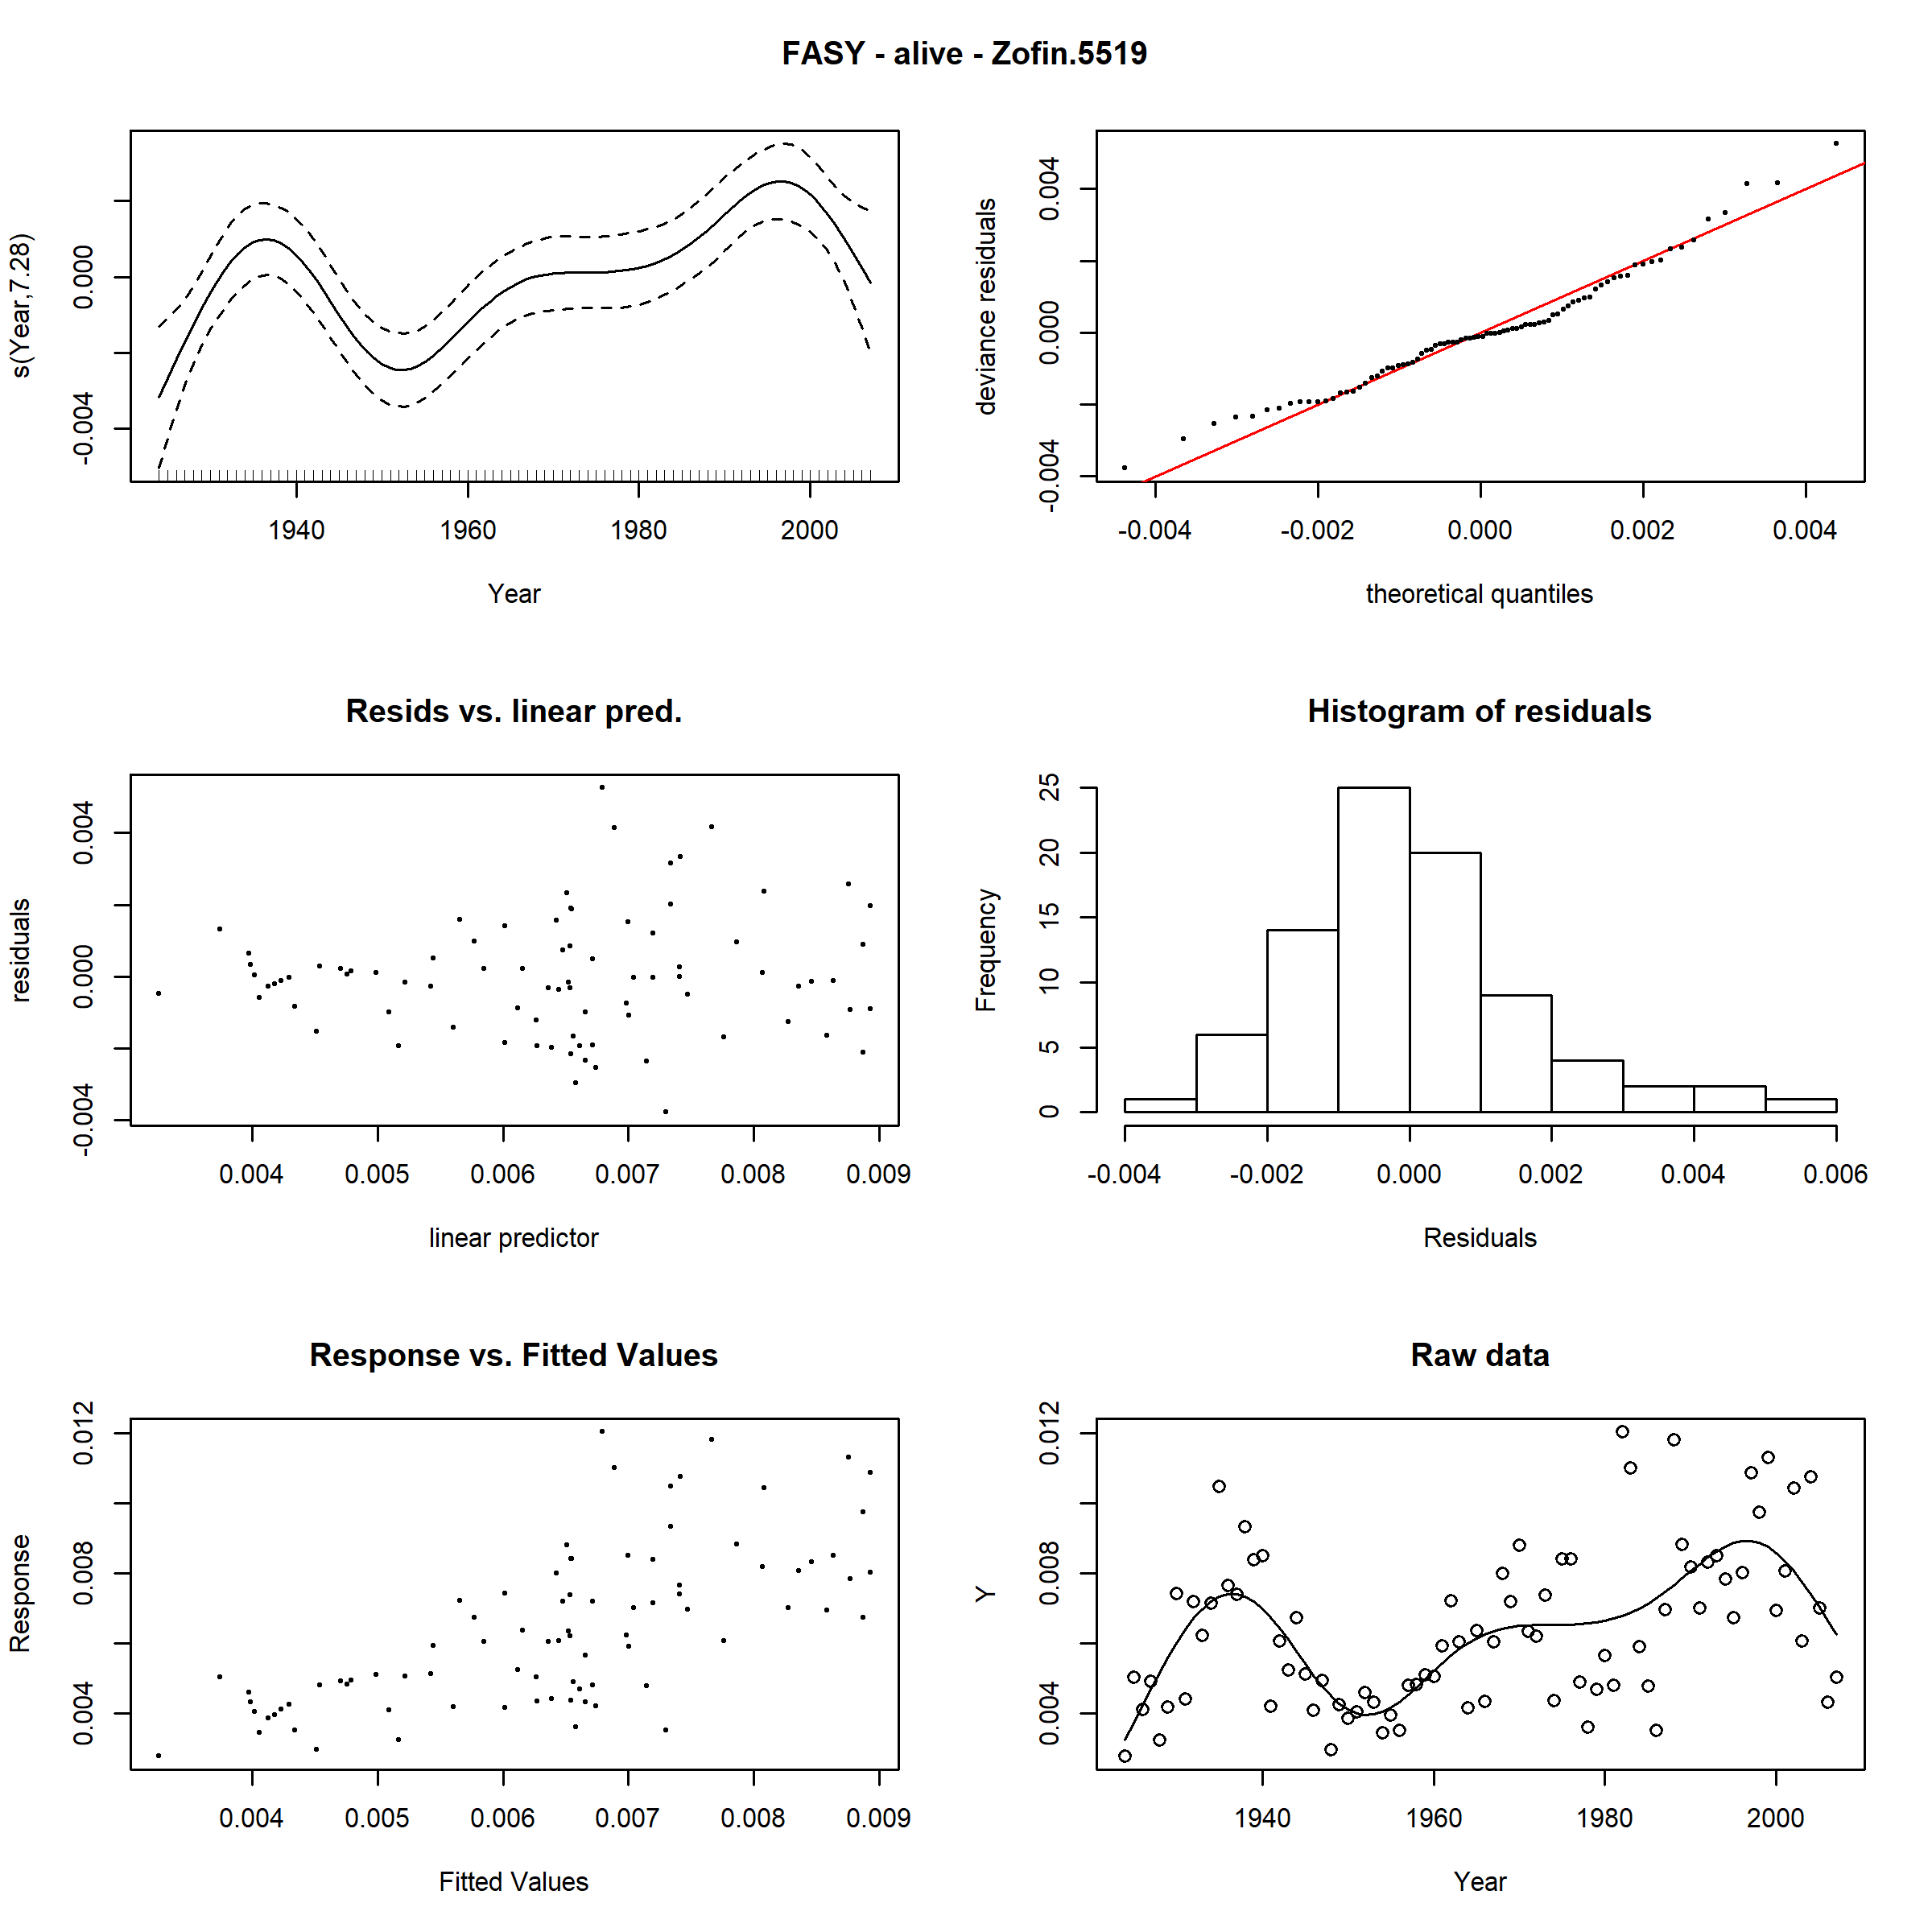 FASY - alive - Zofin.5519
s(Year,7.28)
-0.004 0.000
1940 1960 1980 2000
Year
deviance residuals
-0.004 0.000 0.004
-0.004 -0.002 0.000 0.002 0.004
theoretical quantiles
Resids vs. linear pred.
residuals
-0.004 0.000 0.004
0.004 0.005 0.006 0.007 0.008 0.009
linear predictor
Histogram of residuals
Frequency
0 5 10 15 20 25
-0.004 -0.002 0.000 0.002 0.004 0.006
Residuals
Response vs. Fitted Values
Response
0.004 0.008 0.012
0.004 0.005 0.006 0.007 0.008 0.009
Fitted Values
Raw data
Y
0.004 0.008 0.012
1940 1960 1980 2000
Year